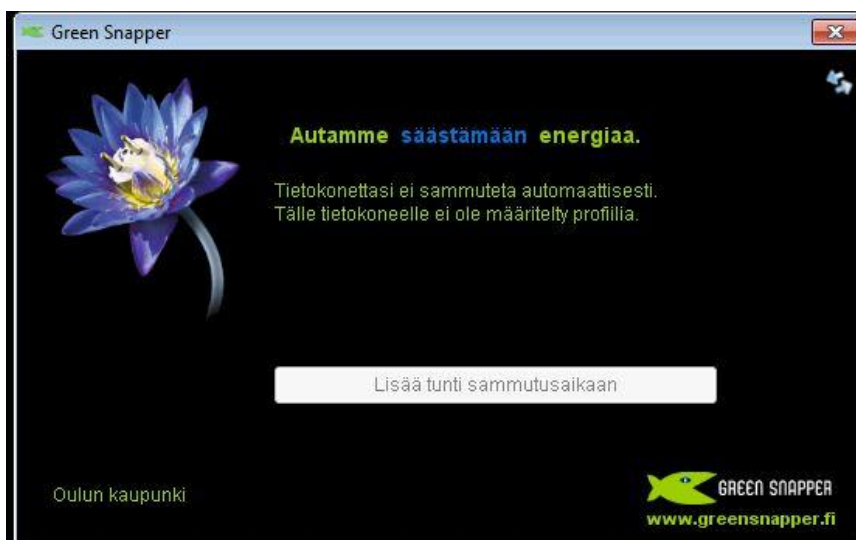 Green Snapper
Autamme säästämään energiaa.
Tietokonettasi ei sammuteta automaattisesti.
Tälle tietokoneelle ei ole määritelty profiilia.
Lisää tunti sammutusaikaan
Oulun kaupunki
GREEN SNAPPER
www.greensnapper.fi